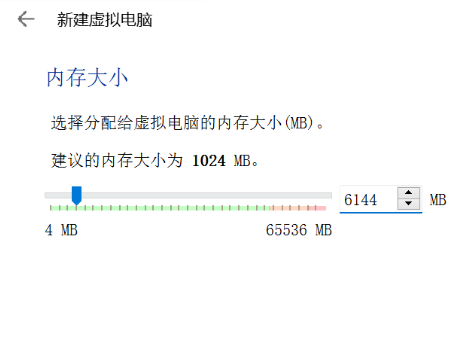 新建虚拟电脑
内存大小
选择分配给虚拟电脑的内存大小(MB)。
建议的内存大小为 1024 MB。
6144 MB
4 MB 65536 MB